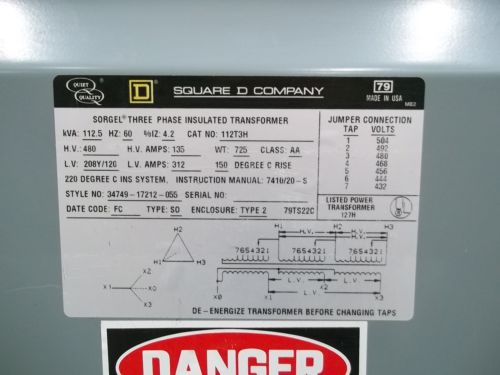 QUIET QUALITY
D SQUARE D COMPANY
79
MADE IN USA
M82
SORGEL® THREE PHASE INSULATED TRANSFORMER
kVA: 112.5 HZ: 60 %IZ: 4.2 CAT NO: 112T3H
H.V.: 480 H.V. AMPS: 135 WT: 725 CLASS: AA
L.V: 208Y/120 L.V. AMPS: 312 150 DEGREE C RISE
220 DEGREE C INS SYSTEM. INSTRUCTION MANUAL: 7410/20-S
STYLE NO: 34749-17212-055 SERIAL NO:
DATE CODE: FC TYPE: SO ENCLOSURE: TYPE 2 79TS22C
JUMPER CONNECTION
TAP VOLTS
1 504
2 492
3 480
4 468
5 456
6 444
7 432
LISTED POWER
TRANSFORMER
127H
H2
H1 H3
X2
X1 X0
X3
H1 H2 H3
H.V. H.V. H.V.
7654321 7654321 7654321
L.V. L.V. L.V.
X0 X1 X2 X3
DE-ENERGIZE TRANSFORMER BEFORE CHANGING TAPS
DANGER